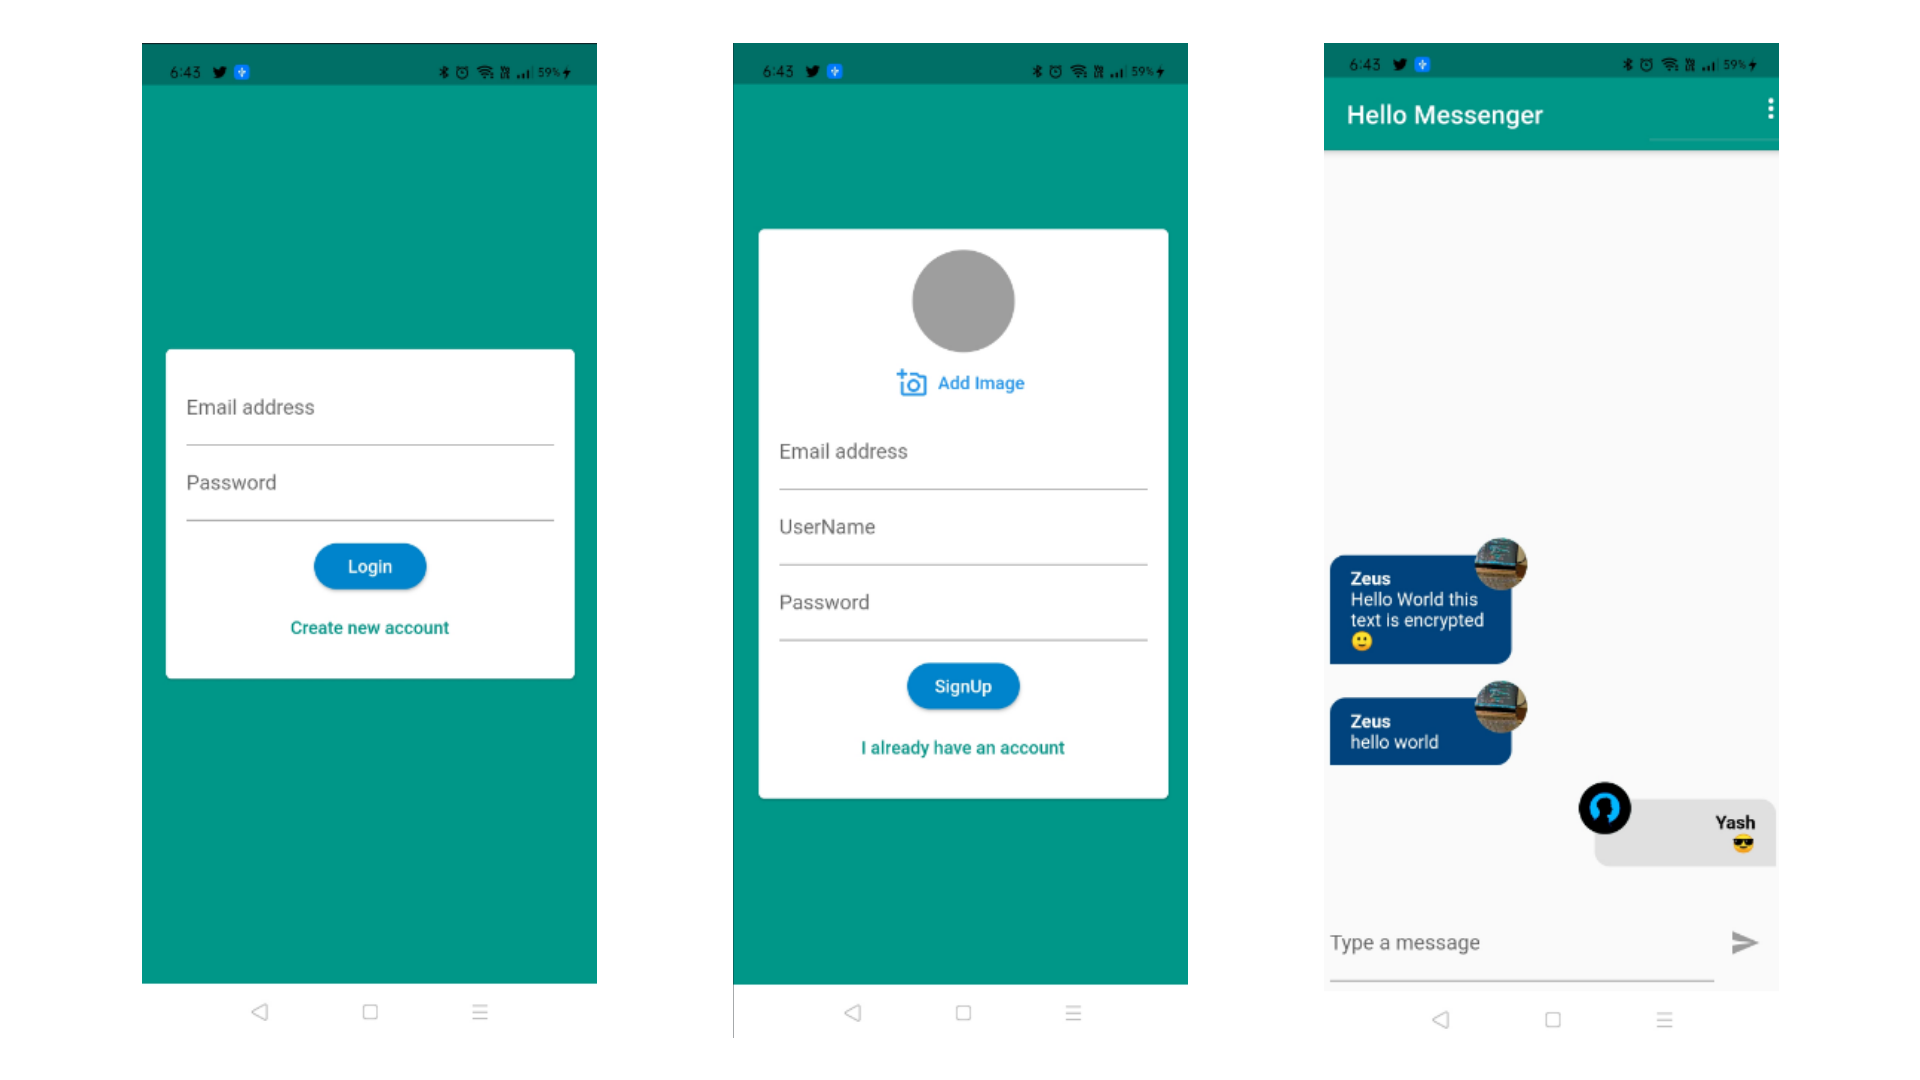 6:43
59%
Email address
Password
Login
Create new account
6:43
59%
Add Image
Email address
UserName
Password
SignUp
I already have an account
6:43
59%
Hello Messenger
Zeus
Hello World this
text is encrypted
🙂
Zeus
hello world
Yash
😎
Type a message